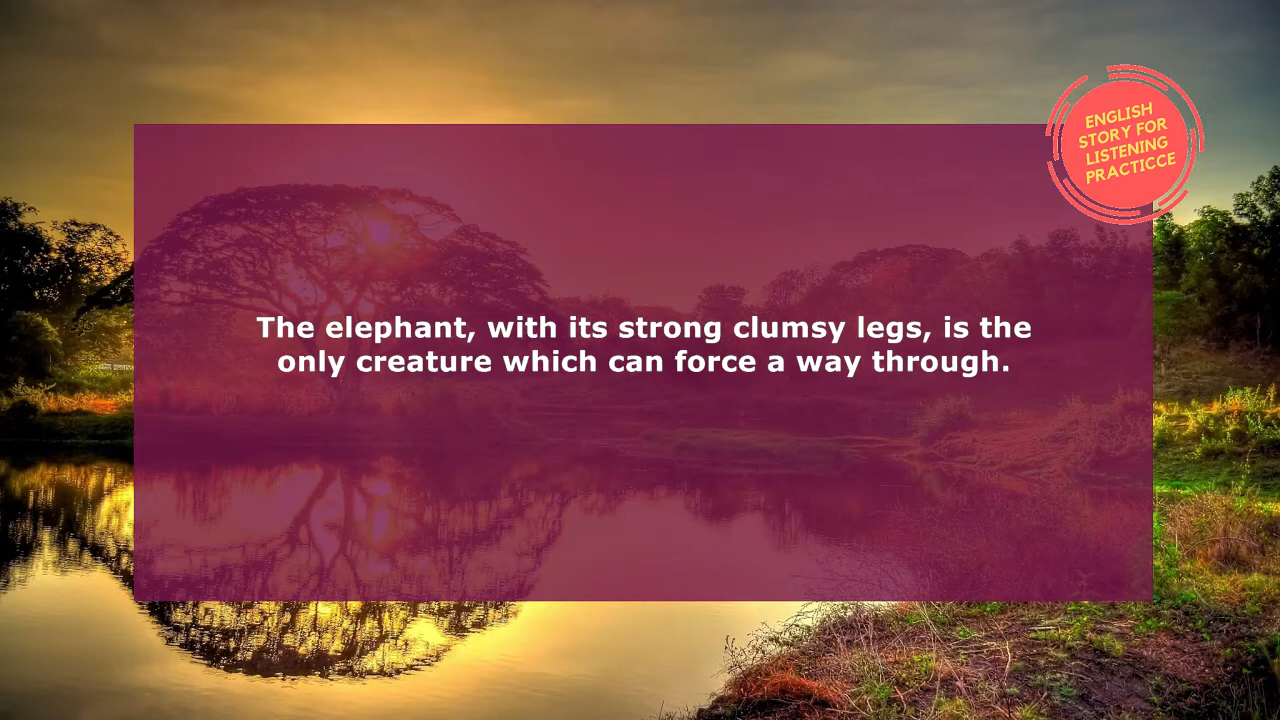 ENGLISH
STORY FOR
LISTENING
PRACTICCE
The elephant, with its strong clumsy legs, is the
only creature which can force a way through.